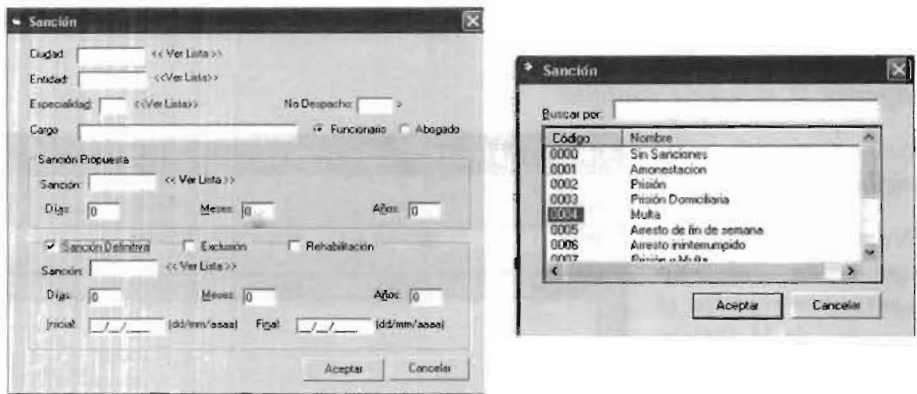 Sanción
Ciudad: << Ver Lista >>
Entidad: <<Ver Lista>>
Especialidad: <<Ver Lista>> No Despacho: >
Cargo Funcionario Abogado
Sanción Propuesta
Sanción: << Ver Lista >>
Días: 0 Meses: 0 Años: 0
Sanción Definitiva Exclusión Rehabilitación
Sanción: << Ver Lista >>
Días: 0 Meses: 0 Años: 0
Inicial: __/__/____ (dd/mm/aaaa) Final: __/__/____ (dd/mm/aaaa)
Aceptar Cancelar
Sanción
Buscar por:
Código Nombre
0000 Sin Sanciones
0001 Amonestacion
0002 Prisión
0003 Prisión Domiciliaria
0004 Multa
0005 Arresto de fin de semana
0006 Arresto ininterrumpido
0007 Prisión y Multa
Aceptar Cancelar